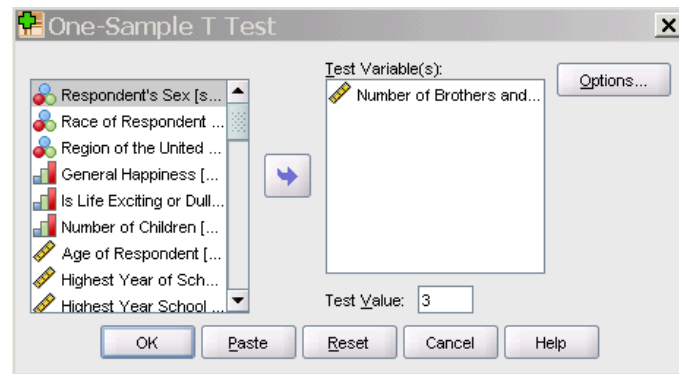 One-Sample T Test
Respondent's Sex [s...
Race of Respondent ...
Region of the United ...
General Happiness [...
Is Life Exciting or Dull...
Number of Children [...
Age of Respondent [...
Highest Year of Sch...
Highest Year School ...
Test Variable(s):
Number of Brothers and...
Options...
Test Value: 3
OK Paste Reset Cancel Help